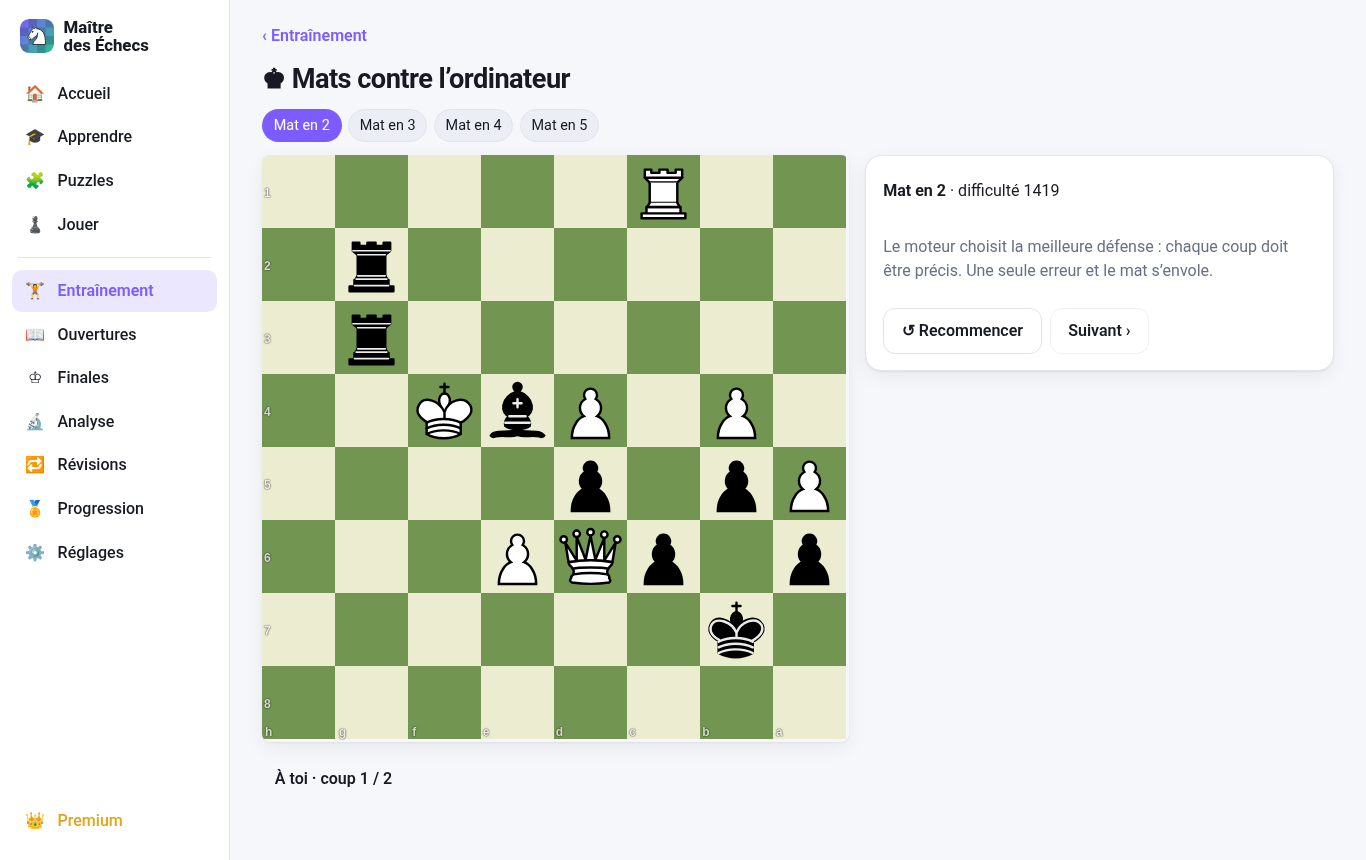 Maître
des Échecs
🏠 Accueil
🎓 Apprendre
🧩 Puzzles
♟️ Jouer
🏋️ Entraînement
📖 Ouvertures
♔ Finales
🔬 Analyse
🔁 Révisions
🏅 Progression
⚙️ Réglages
👑 Premium
‹ Entraînement
♚ Mats contre l’ordinateur
Mat en 2
Mat en 3
Mat en 4
Mat en 5
1
2
3
4
5
6
7
8
h g f e d c b a
À toi · coup 1 / 2
Mat en 2 · difficulté 1419
Le moteur choisit la meilleure défense : chaque coup doit
être précis. Une seule erreur et le mat s’envole.
↺ Recommencer
Suivant ›